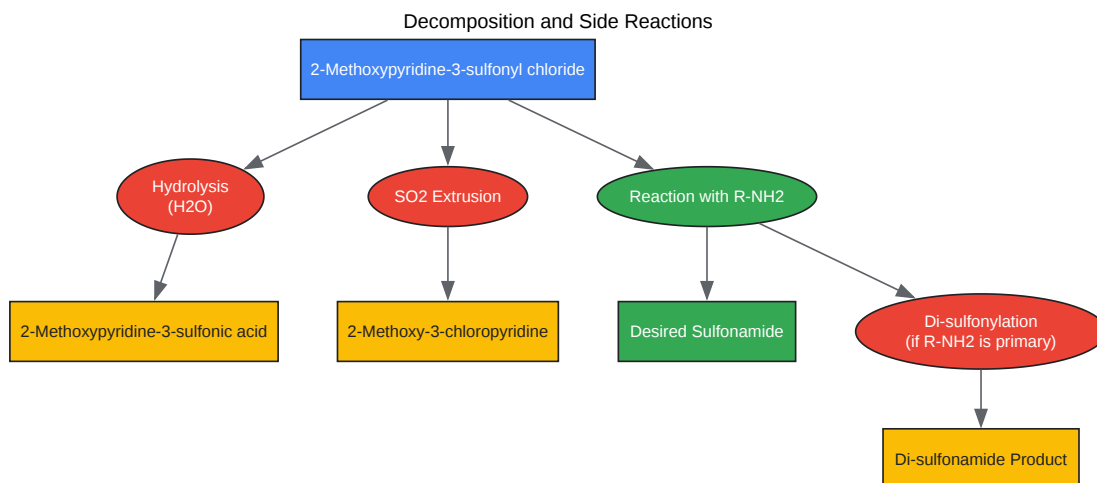 Decomposition and Side Reactions
2-Methoxypyridine-3-sulfonyl chloride
Hydrolysis
(H2O)
SO2 Extrusion
Reaction with R-NH2
2-Methoxypyridine-3-sulfonic acid
2-Methoxy-3-chloropyridine
Desired Sulfonamide
Di-sulfonylation
(if R-NH2 is primary)
Di-sulfonamide Product